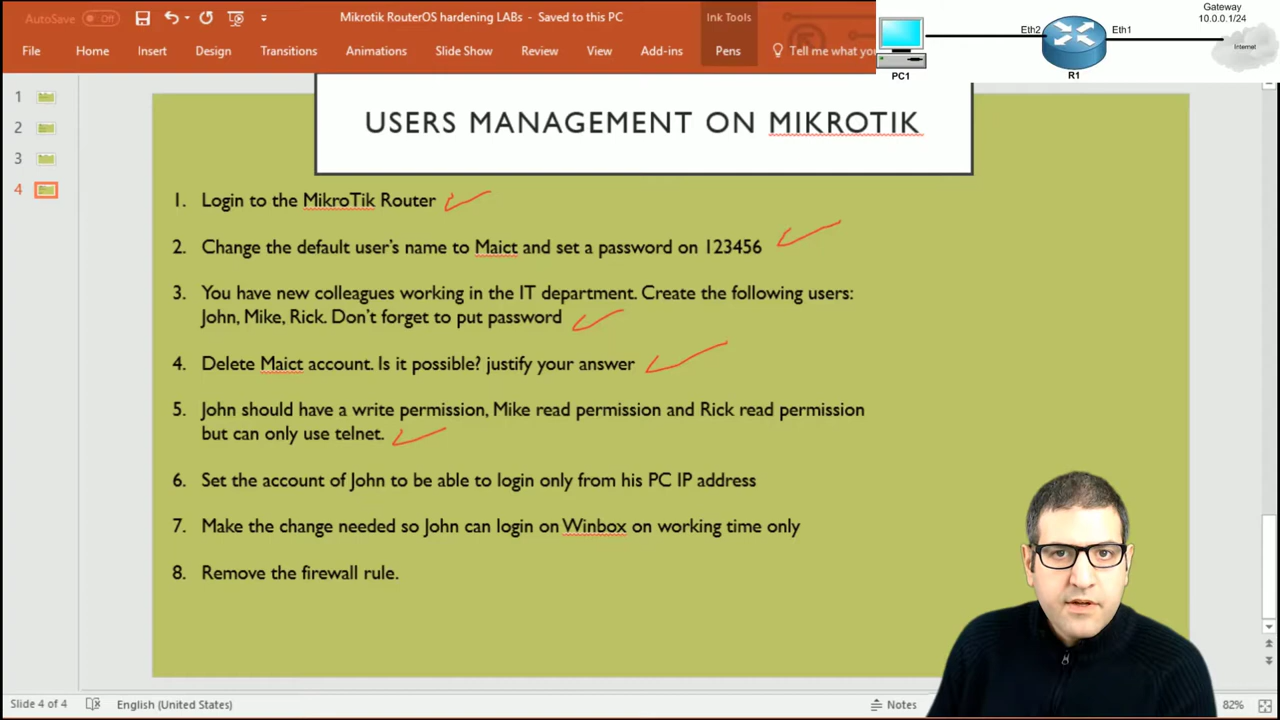 AutoSave Off
Mikrotik RouterOS hardening LABs - Saved to this PC
Ink Tools
File Home Insert Design Transitions Animations Slide Show Review View Add-ins Pens Tell me what you
Gateway
10.0.0.1/24
Eth2 Eth1
Internet
PC1 R1
1
2
3
4
USERS MANAGEMENT ON MIKROTIK
1. Login to the MikroTik Router
2. Change the default user's name to Maict and set a password on 123456
3. You have new colleagues working in the IT department. Create the following users:
John, Mike, Rick. Don't forget to put password
4. Delete Maict account. Is it possible? justify your answer
5. John should have a write permission, Mike read permission and Rick read permission
but can only use telnet.
6. Set the account of John to be able to login only from his PC IP address
7. Make the change needed so John can login on Winbox on working time only
8. Remove the firewall rule.
Slide 4 of 4 English (United States) Notes 82%